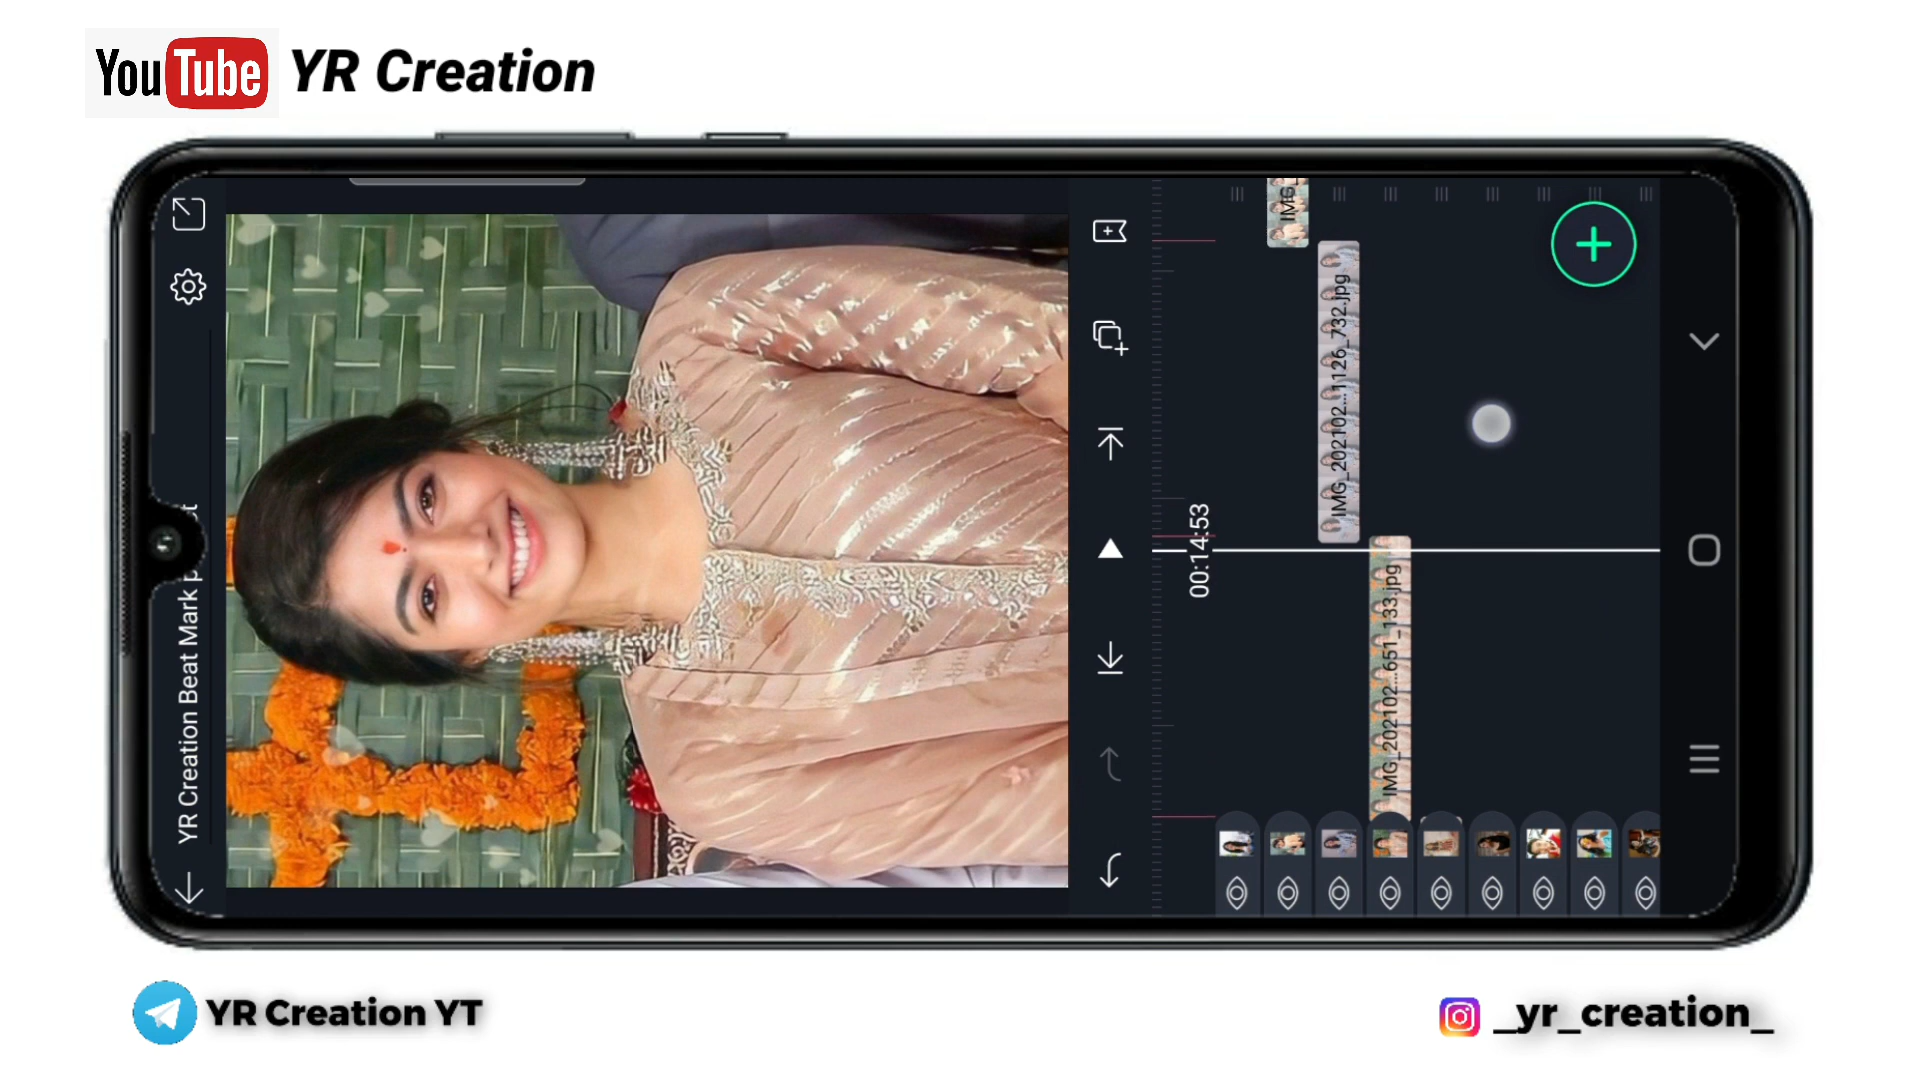 YouTube YR Creation
YR Creation Beat Mark p
00:14:53
IMG
IMG_202102...1126_732.jpg
IMG_202102...651_133.jpg
YR Creation YT
_yr_creation_